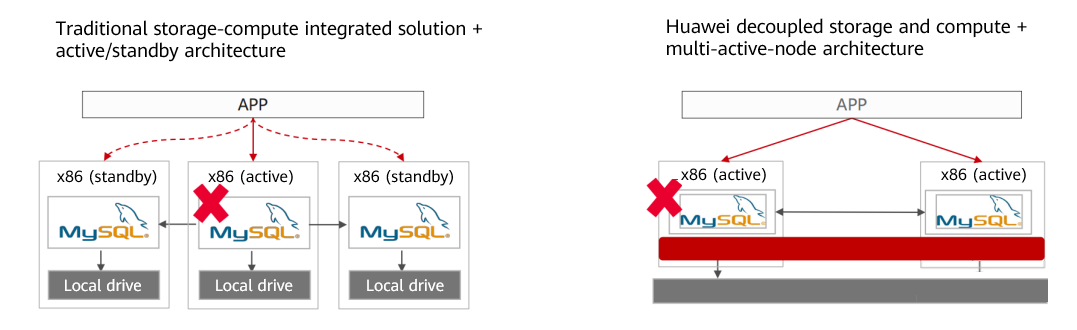 Traditional storage-compute integrated solution +
active/standby architecture
APP
x86 (standby)
x86 (active)
x86 (standby)
MySQL®
MySQL®
MySQL®
Local drive
Local drive
Local drive
Huawei decoupled storage and compute +
multi-active-node architecture
APP
x86 (active)
x86 (active)
MySQL®
MySQL®